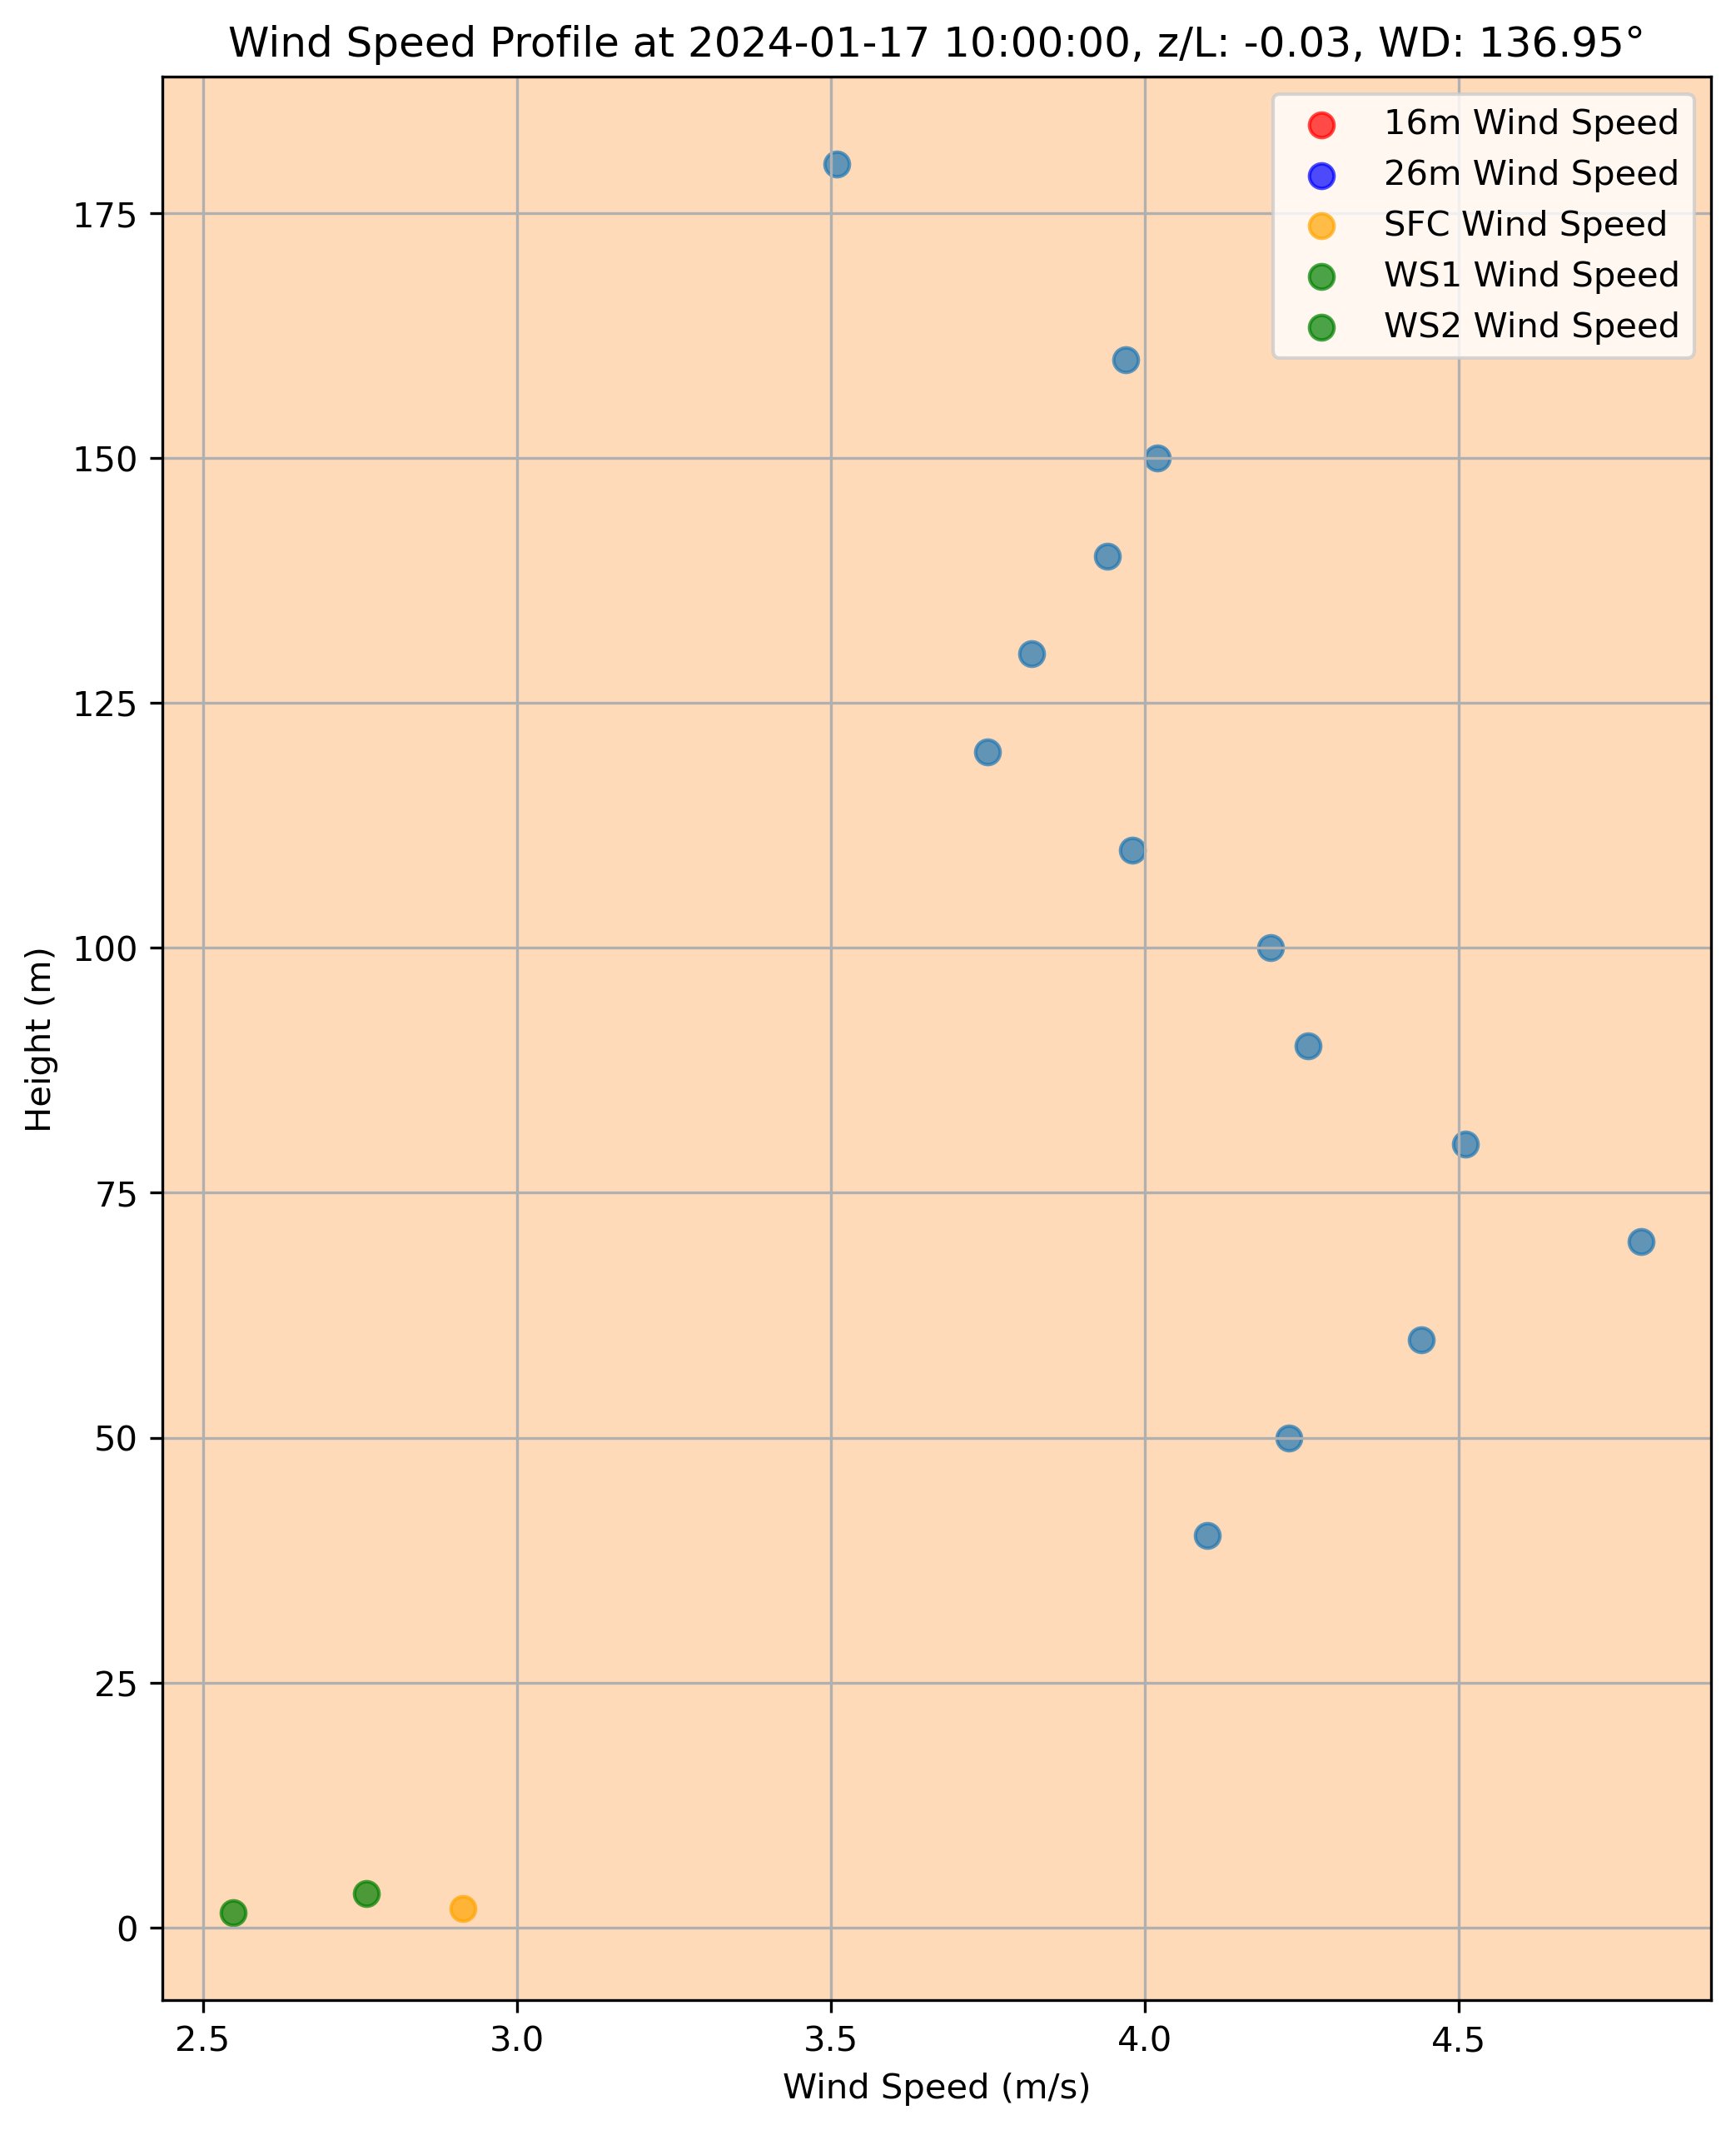 Wind Speed Profile at 2024-01-17 10:00:00, z/L: -0.03, WD: 136.95°
16m Wind Speed
26m Wind Speed
SFC Wind Speed
WS1 Wind Speed
WS2 Wind Speed
175
150
125
100
75
50
25
0
Height (m)
2.5 3.0 3.5 4.0 4.5
Wind Speed (m/s)